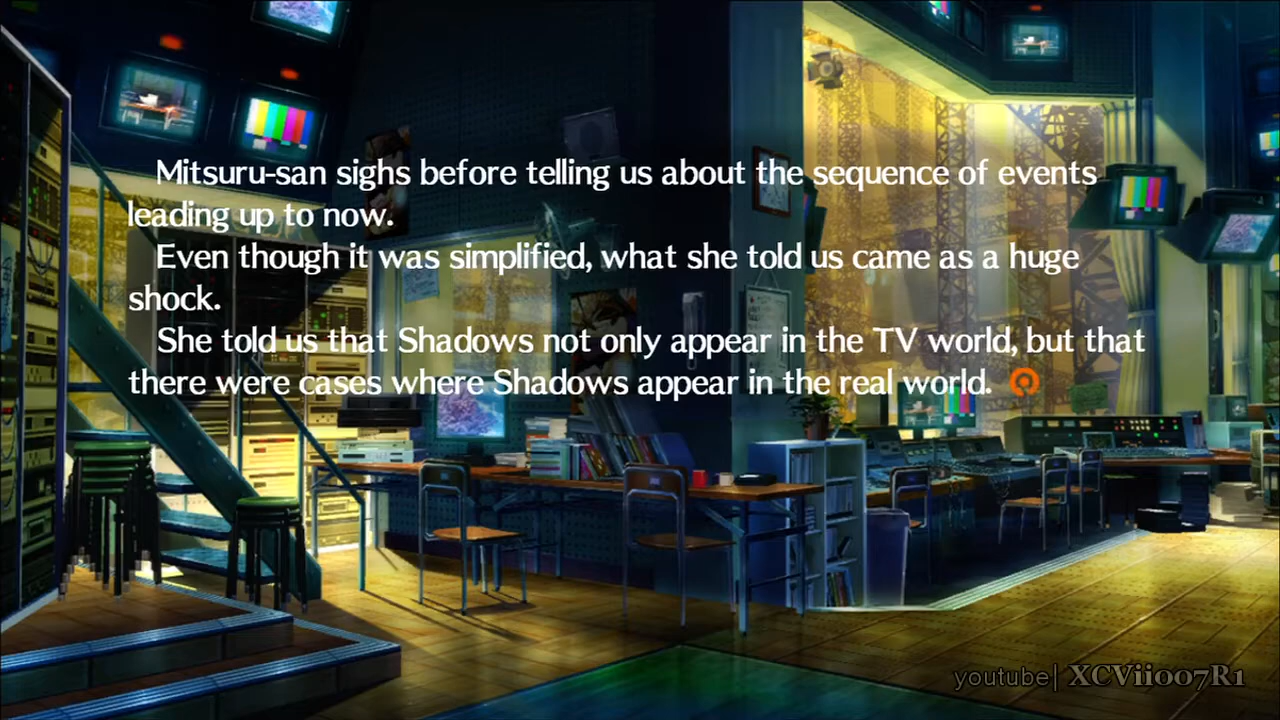 Mitsuru-san sighs before telling us about the sequence of events
leading up to now.
Even though it was simplified, what she told us came as a huge
shock.
She told us that Shadows not only appear in the TV world, but that
there were cases where Shadows appear in the real world.
youtube| XCVii007R1